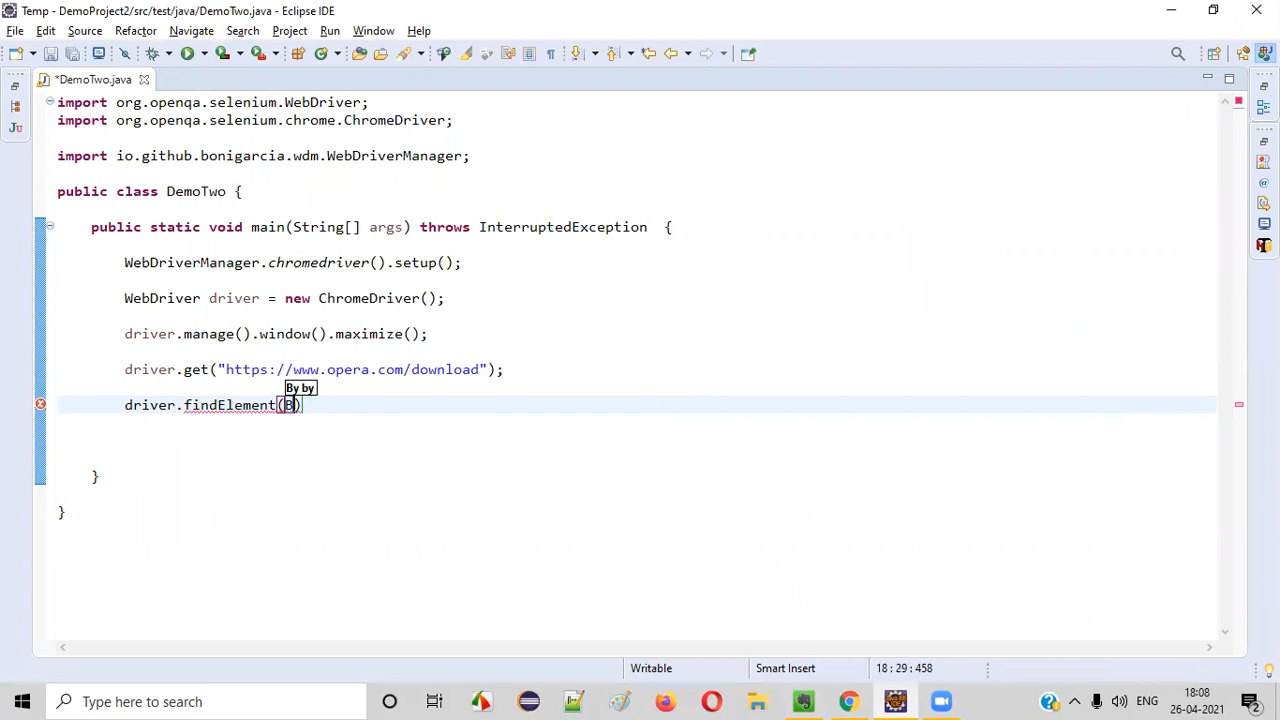 Temp - DemoProject2/src/test/java/DemoTwo.java - Eclipse IDE
File Edit Source Refactor Navigate Search Project Run Window Help
*DemoTwo.java
import org.openqa.selenium.WebDriver;
import org.openqa.selenium.chrome.ChromeDriver;
import io.github.bonigarcia.wdm.WebDriverManager;
public class DemoTwo {
public static void main(String[] args) throws InterruptedException  {
WebDriverManager.chromedriver().setup();
WebDriver driver = new ChromeDriver();
driver.manage().window().maximize();
driver.get("https://www.opera.com/download");
By by
driver.findElement(B)
}
}
Writable Smart Insert 18 : 29 : 458
Type here to search
ENG
18:08
26-04-2021
2